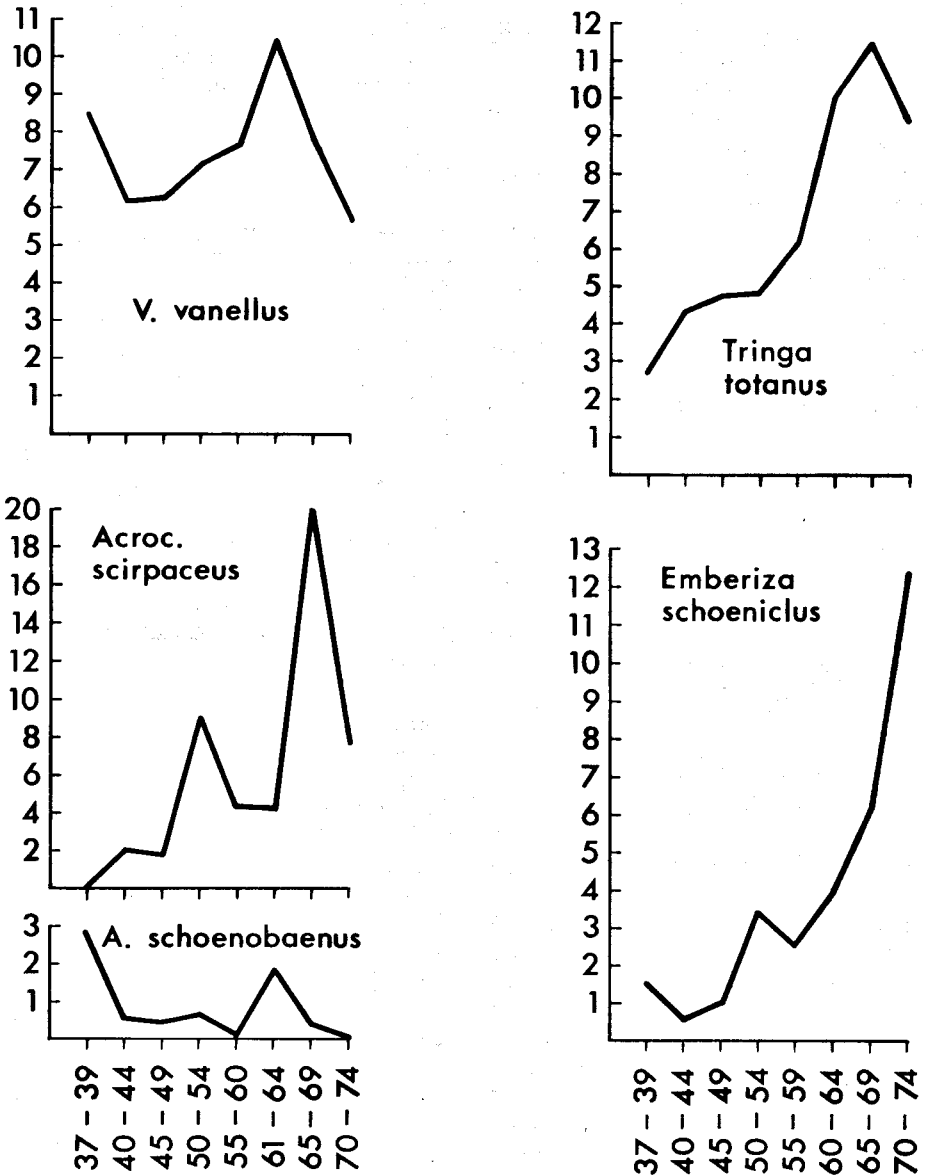 11
10
9
8
7
6
5
4
3
2
1
V. vanellus
12
11
10
9
8
7
6
5
4
3
2
1
Tringa
totanus
20
18
16
14
12
10
8
6
4
2
Acroc.
scirpaceus
3
2
1
A. schoenobaenus
37 – 39
40 – 44
45 – 49
50 – 54
55 – 60
61 – 64
65 – 69
70 – 74
13
12
11
10
9
8
7
6
5
4
3
2
1
Emberiza
schoeniclus
37 – 39
40 – 44
45 – 49
50 – 54
55 – 59
60 – 64
65 – 69
70 – 74